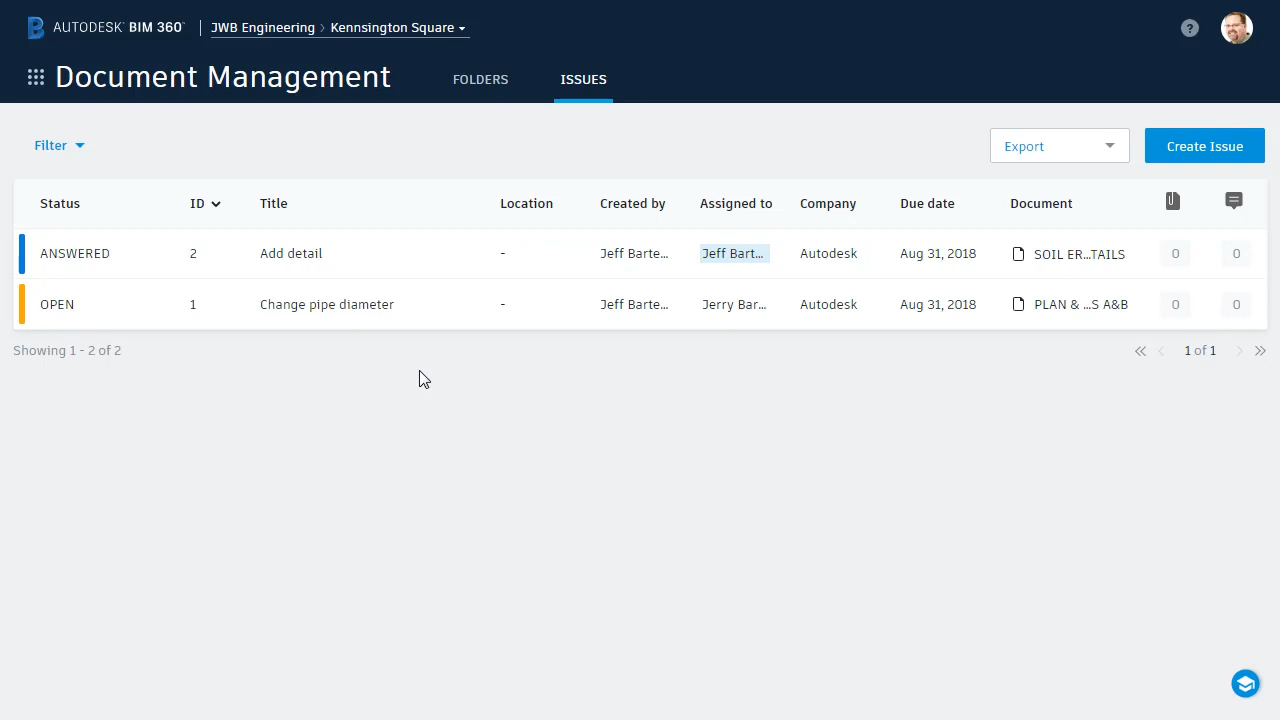 AUTODESK® BIM 360™ JWB Engineering > Kennsington Square
?
Document Management FOLDERS ISSUES
Filter Export Create Issue
Status ID Title Location Created by Assigned to Company Due date Document
ANSWERED 2 Add detail - Jeff Barte... Jeff Bart... Autodesk Aug 31, 2018 SOIL ER...TAILS 0 0
OPEN 1 Change pipe diameter - Jeff Barte... Jerry Bar... Autodesk Aug 31, 2018 PLAN & ...S A&B 0 0
Showing 1 - 2 of 2 1 of 1